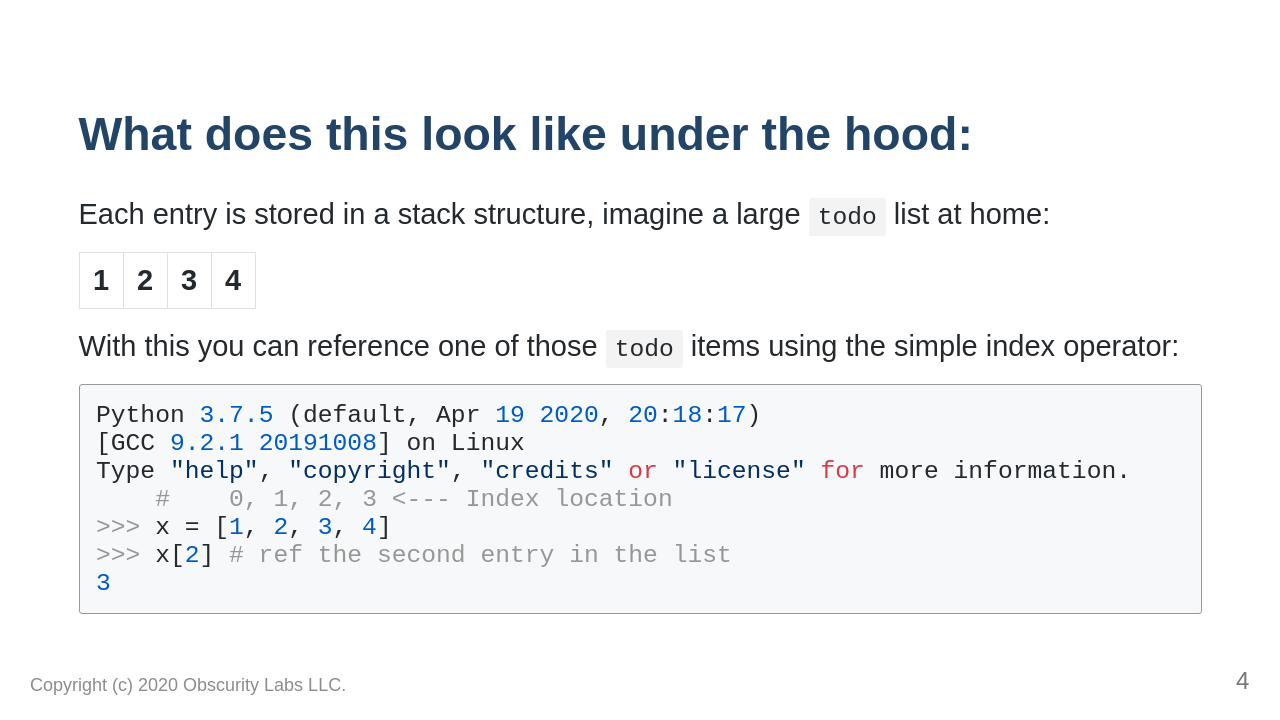 What does this look like under the hood:
Each entry is stored in a stack structure, imagine a large todo list at home:
1 2 3 4
With this you can reference one of those todo items using the simple index operator:
Python 3.7.5 (default, Apr 19 2020, 20:18:17)
[GCC 9.2.1 20191008] on Linux
Type "help", "copyright", "credits" or "license" for more information.
    #    0, 1, 2, 3 <--- Index location
>>> x = [1, 2, 3, 4]
>>> x[2] # ref the second entry in the list
3
Copyright (c) 2020 Obscurity Labs LLC.
4